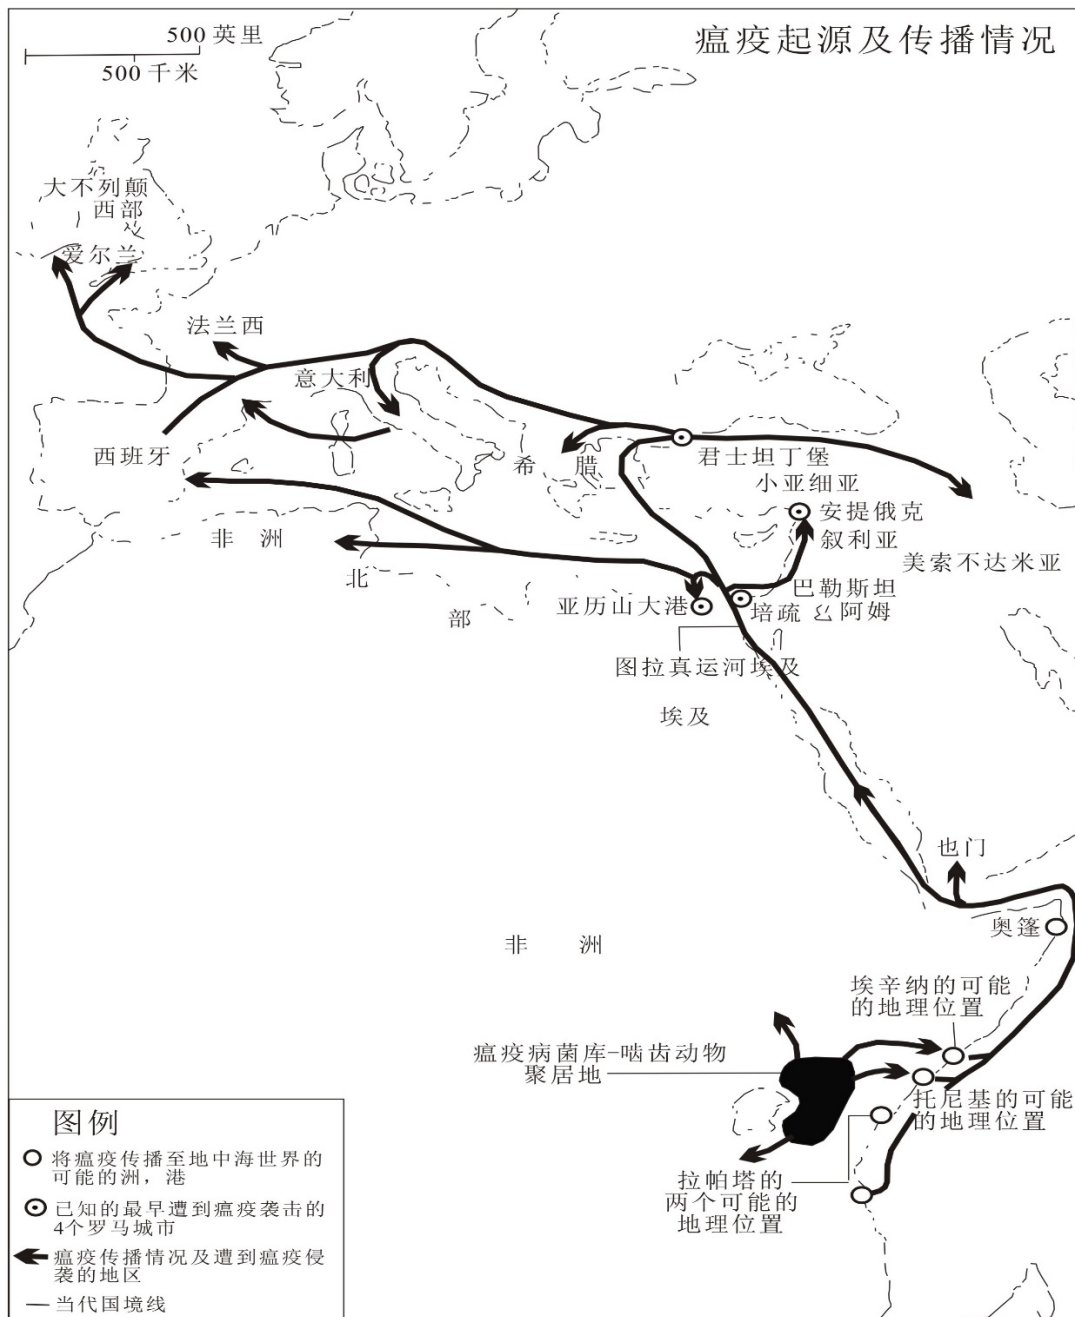 瘟疫起源及传播情况
500 英里
500 千米
大不列颠
西部
爱尔兰
法兰西
意大利
西班牙
希 腊
君士坦丁堡
小亚细亚
安提俄克
叙利亚
美索不达米亚
巴勒斯坦
非 洲
北
部
亚历山大港
培疏 阿姆
图拉真运河埃及
埃及
也门
奥篷
非 洲
埃辛纳的可能
的地理位置
瘟疫病菌库-啮齿动物
聚居地
托尼基的可能
的地理位置
拉帕塔的
两个可能的
地理位置
图例
将瘟疫传播至地中海世界的
可能的洲，港
已知的最早遭到瘟疫袭击的
4个罗马城市
瘟疫传播情况及遭到瘟疫侵
袭的地区
当代国境线